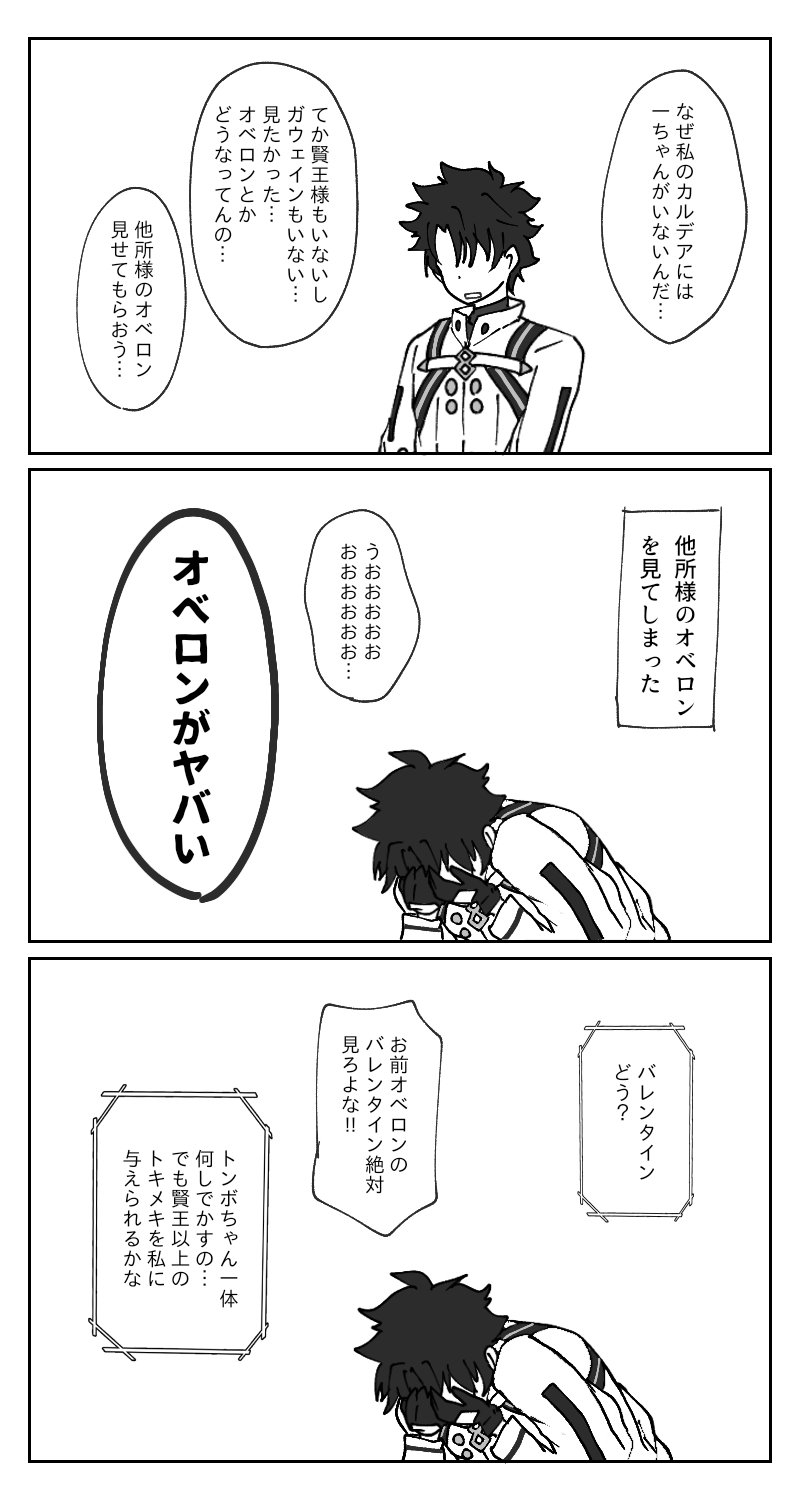 なぜ私のカルデアには
一ちゃんがいないんだ…
てか賢王様もいないし
ガウェインもいない…
見たかった…
オベロンとか
どうなってんの…
他所様のオベロン
見せてもらおう…
他所様のオベロン
を見てしまった
うおおおおお
おおおおおお…
オベロンがヤバい
バレンタイン
どう?
お前オベロンの
バレンタイン絶対
見ろよな!!
トンボちゃん一体
何しでかすの…
でも賢王以上の
トキメキを私に
与えられるかな